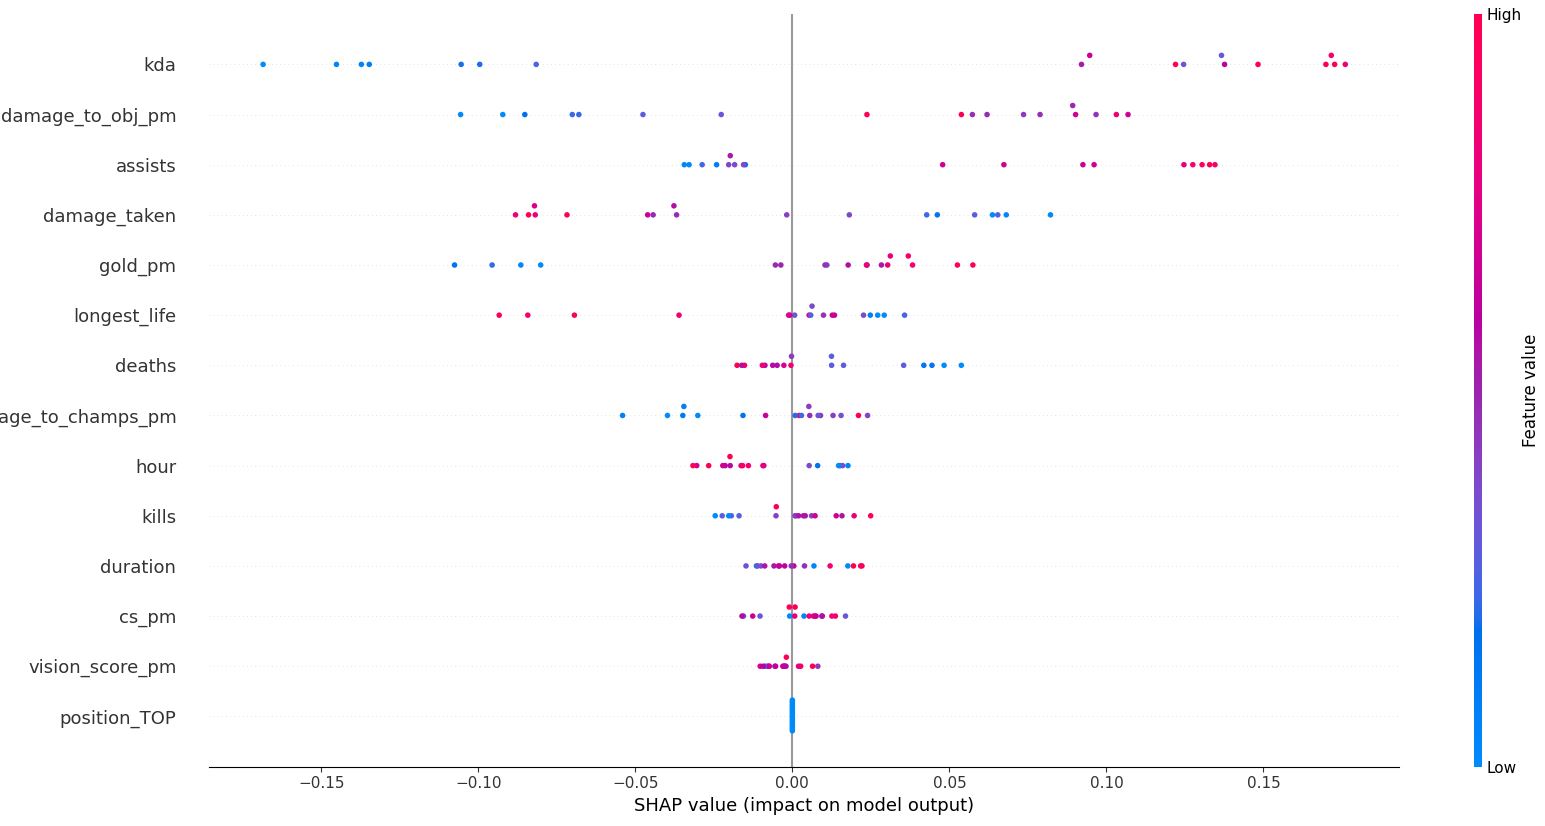 High
kda
damage_to_obj_pm
assists
damage_taken
gold_pm
longest_life
deaths
age_to_champs_pm
hour
kills
duration
cs_pm
vision_score_pm
position_TOP
Feature value
Low
−0.15 −0.10 −0.05 0.00 0.05 0.10 0.15
SHAP value (impact on model output)